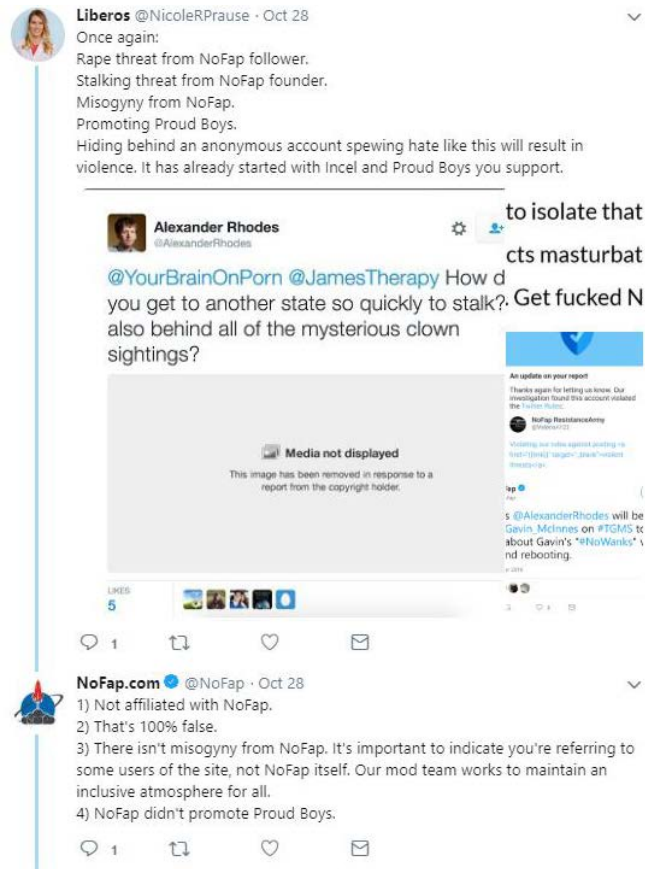 Liberos @NicoleRPrause · Oct 28
Once again:
Rape threat from NoFap follower.
Stalking threat from NoFap founder.
Misogyny from NoFap.
Promoting Proud Boys.
Hiding behind an anonymous account spewing hate like this will result in
violence. It has already started with Incel and Proud Boys you support.
Alexander Rhodes
@AlexanderRhodes
@YourBrainOnPorn @JamesTherapy How d
you get to another state so quickly to stalk?
also behind all of the mysterious clown
sightings?
Media not displayed
This image has been removed in response to a
report from the copyright holder.
LIKES
5
to isolate that
cts masturbat
. Get fucked N
An update on your report
Thanks again for letting us know. Our
investigation found this account violated
the Twitter Rules:
NoFap ResistanceArmy
Violating our rules against posting
threats
s @AlexanderRhodes will be
Gavin_McInnes on #TGMS to
about Gavin's "#NoWanks"
nd rebooting.
1
NoFap.com @NoFap · Oct 28
1) Not affiliated with NoFap.
2) That's 100% false.
3) There isn't misogyny from NoFap. It's important to indicate you're referring to
some users of the site, not NoFap itself. Our mod team works to maintain an
inclusive atmosphere for all.
4) NoFap didn't promote Proud Boys.
1